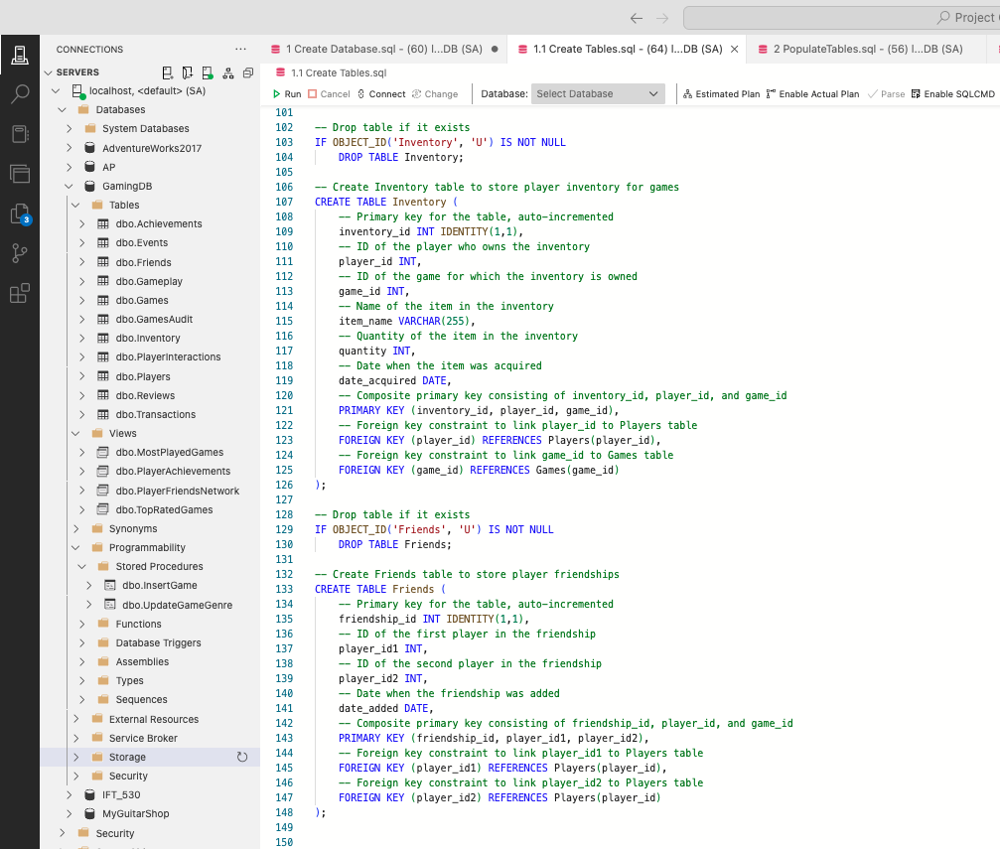 Project
CONNECTIONS
SERVERS
localhost, <default> (SA)
Databases
System Databases
AdventureWorks2017
AP
GamingDB
Tables
dbo.Achievements
dbo.Events
dbo.Friends
dbo.Gameplay
dbo.Games
dbo.GamesAudit
dbo.Inventory
dbo.PlayerInteractions
dbo.Players
dbo.Reviews
dbo.Transactions
Views
dbo.MostPlayedGames
dbo.PlayerAchievements
dbo.PlayerFriendsNetwork
dbo.TopRatedGames
Synonyms
Programmability
Stored Procedures
dbo.InsertGame
dbo.UpdateGameGenre
Functions
Database Triggers
Assemblies
Types
Sequences
External Resources
Service Broker
Storage
Security
IFT_530
MyGuitarShop
Security
3
1 Create Database.sql - (60) l...DB (SA) 1.1 Create Tables.sql - (64) l...DB (SA) 2 PopulateTables.sql - (56) l...DB (SA)
1.1 Create Tables.sql
Run Cancel Connect Change Database: Select Database Estimated Plan Enable Actual Plan Parse Enable SQLCMD
101
102 -- Drop table if it exists
103 IF OBJECT_ID('Inventory', 'U') IS NOT NULL
104 DROP TABLE Inventory;
105
106 -- Create Inventory table to store player inventory for games
107 CREATE TABLE Inventory (
108 -- Primary key for the table, auto-incremented
109 inventory_id INT IDENTITY(1,1),
110 -- ID of the player who owns the inventory
111 player_id INT,
112 -- ID of the game for which the inventory is owned
113 game_id INT,
114 -- Name of the item in the inventory
115 item_name VARCHAR(255),
116 -- Quantity of the item in the inventory
117 quantity INT,
118 -- Date when the item was acquired
119 date_acquired DATE,
120 -- Composite primary key consisting of inventory_id, player_id, and game_id
121 PRIMARY KEY (inventory_id, player_id, game_id),
122 -- Foreign key constraint to link player_id to Players table
123 FOREIGN KEY (player_id) REFERENCES Players(player_id),
124 -- Foreign key constraint to link game_id to Games table
125 FOREIGN KEY (game_id) REFERENCES Games(game_id)
126 );
127
128 -- Drop table if it exists
129 IF OBJECT_ID('Friends', 'U') IS NOT NULL
130 DROP TABLE Friends;
131
132 -- Create Friends table to store player friendships
133 CREATE TABLE Friends (
134 -- Primary key for the table, auto-incremented
135 friendship_id INT IDENTITY(1,1),
136 -- ID of the first player in the friendship
137 player_id1 INT,
138 -- ID of the second player in the friendship
139 player_id2 INT,
140 -- Date when the friendship was added
141 date_added DATE,
142 -- Composite primary key consisting of friendship_id, player_id, and game_id
143 PRIMARY KEY (friendship_id, player_id1, player_id2),
144 -- Foreign key constraint to link player_id1 to Players table
145 FOREIGN KEY (player_id1) REFERENCES Players(player_id),
146 -- Foreign key constraint to link player_id2 to Players table
147 FOREIGN KEY (player_id2) REFERENCES Players(player_id)
148 );
149
150